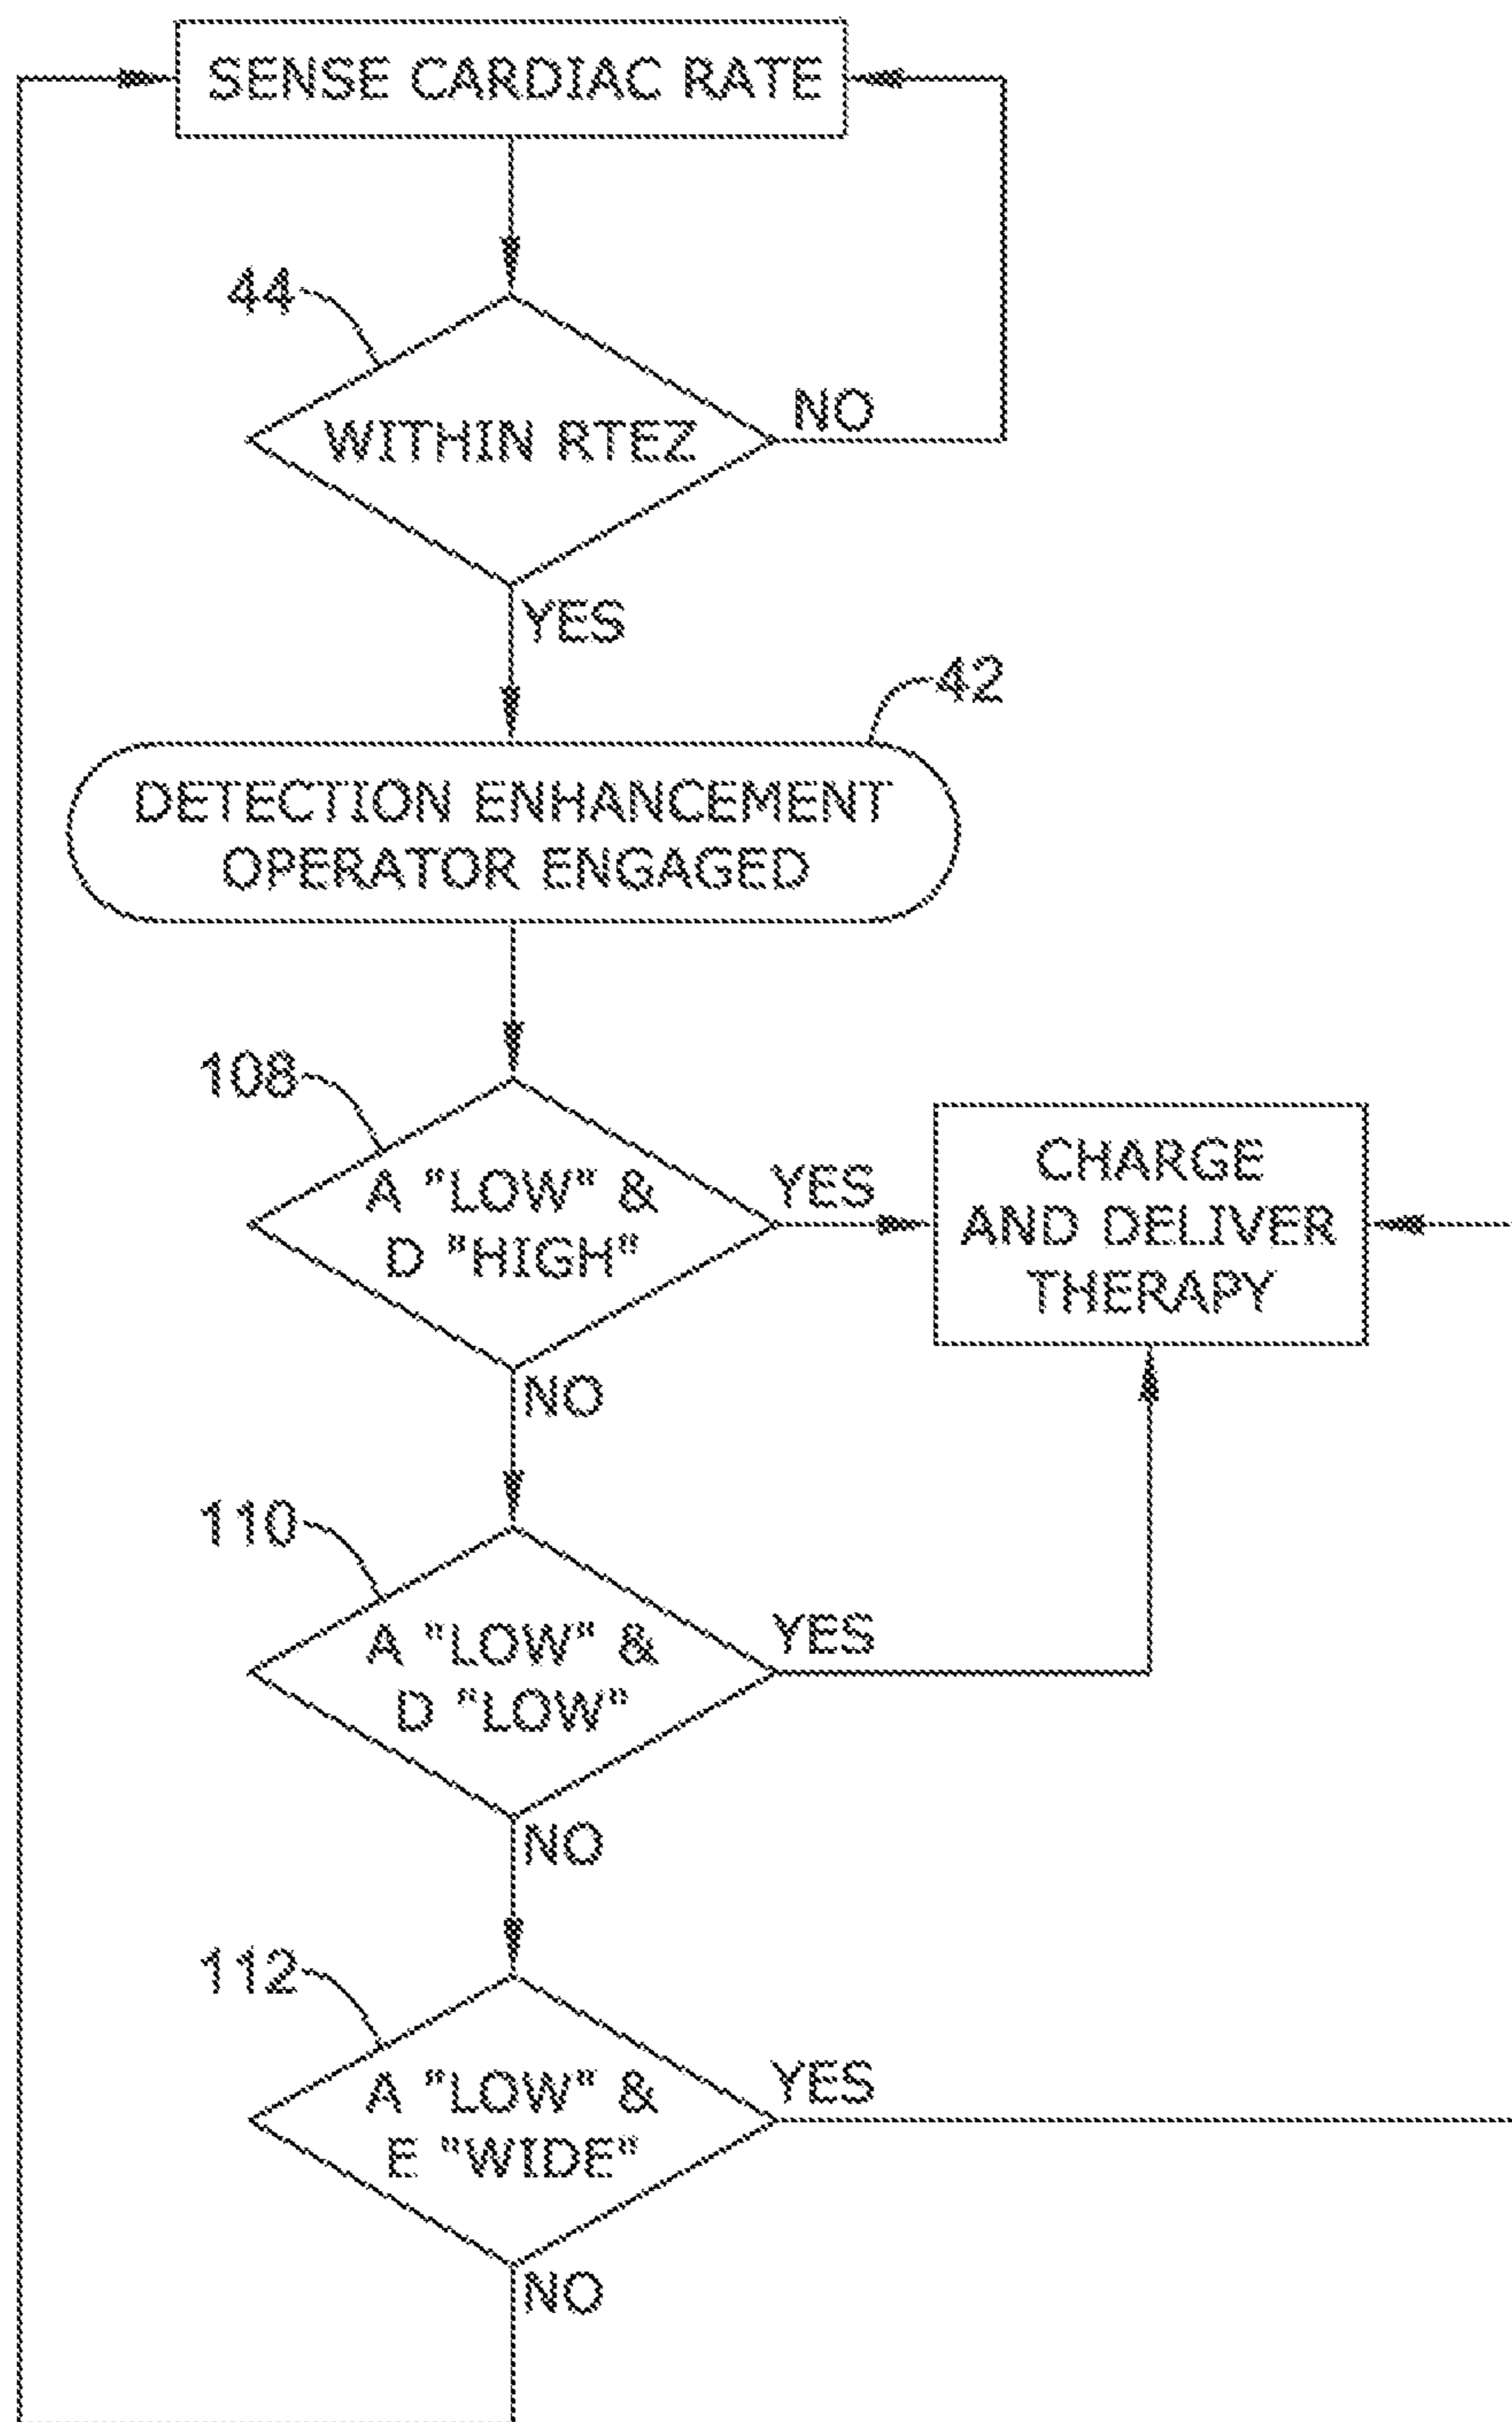 SENSE CARDIAC RATE
44
WITHIN RTEZ
NO
YES
42
DETECTION ENHANCEMENT
OPERATOR ENGAGED
108
A "LOW" &
D "HIGH"
YES
CHARGE
AND DELIVER
THERAPY
NO
110
A "LOW" &
D "LOW"
YES
NO
112
A "LOW" &
E "WIDE"
YES
NO